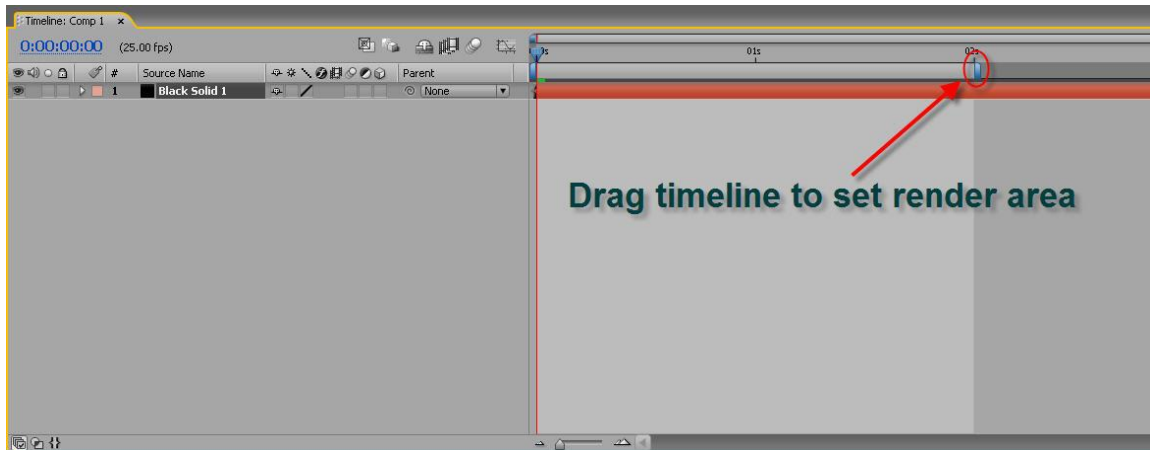 Timeline: Comp 1 ×
0:00:00:00 (25.00 fps)
0s 01s 02s
# Source Name Parent
1 Black Solid 1 None
Drag timeline to set render area